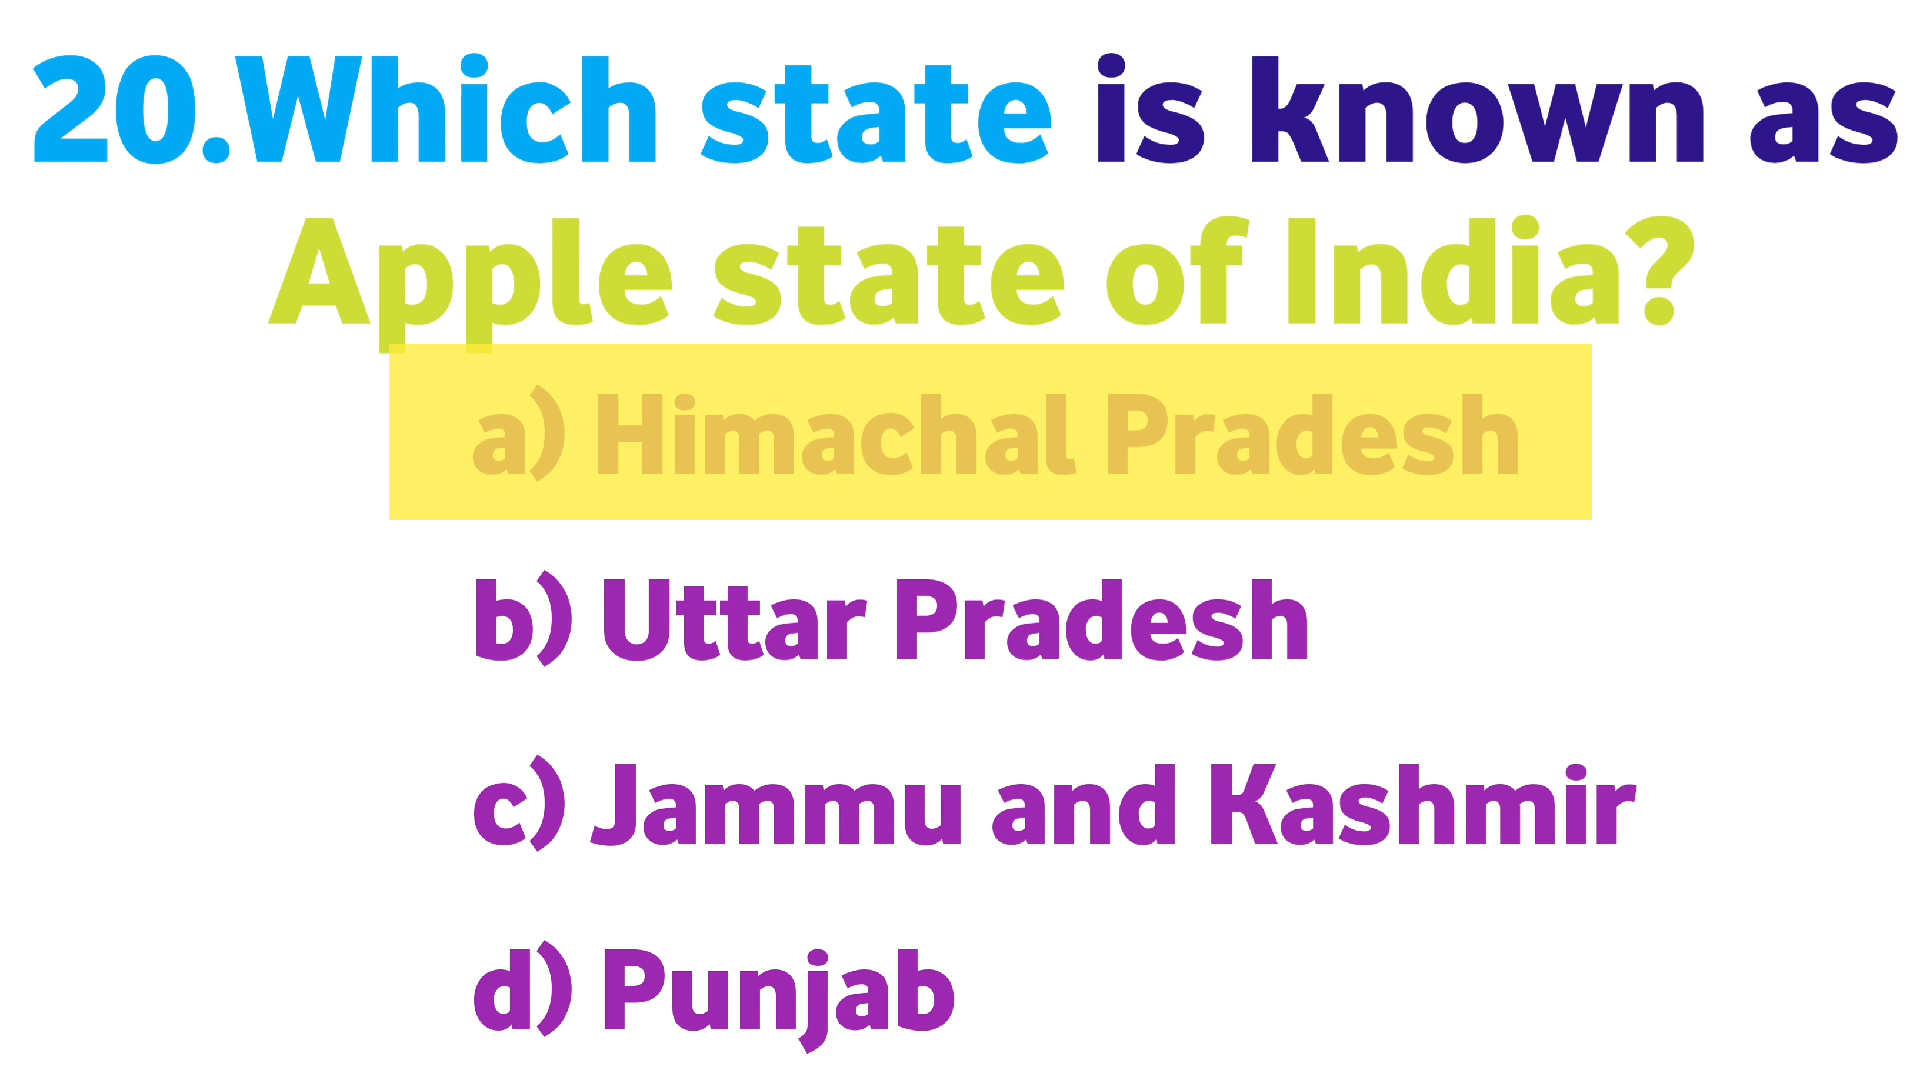 20.Which state is known as
Apple state of India?
a) Himachal Pradesh
b) Uttar Pradesh
c) Jammu and Kashmir
d) Punjab